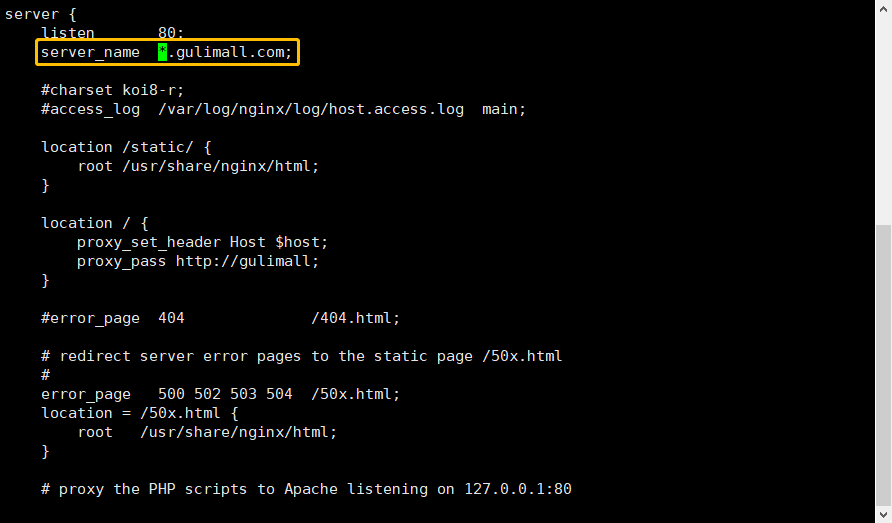 server {
    listen       80;
    server_name  *.gulimall.com;

    #charset koi8-r;
    #access_log  /var/log/nginx/log/host.access.log  main;

    location /static/ {
        root /usr/share/nginx/html;
    }

    location / {
        proxy_set_header Host $host;
        proxy_pass http://gulimall;
    }

    #error_page  404              /404.html;

    # redirect server error pages to the static page /50x.html
    #
    error_page   500 502 503 504  /50x.html;
    location = /50x.html {
        root   /usr/share/nginx/html;
    }

    # proxy the PHP scripts to Apache listening on 127.0.0.1:80